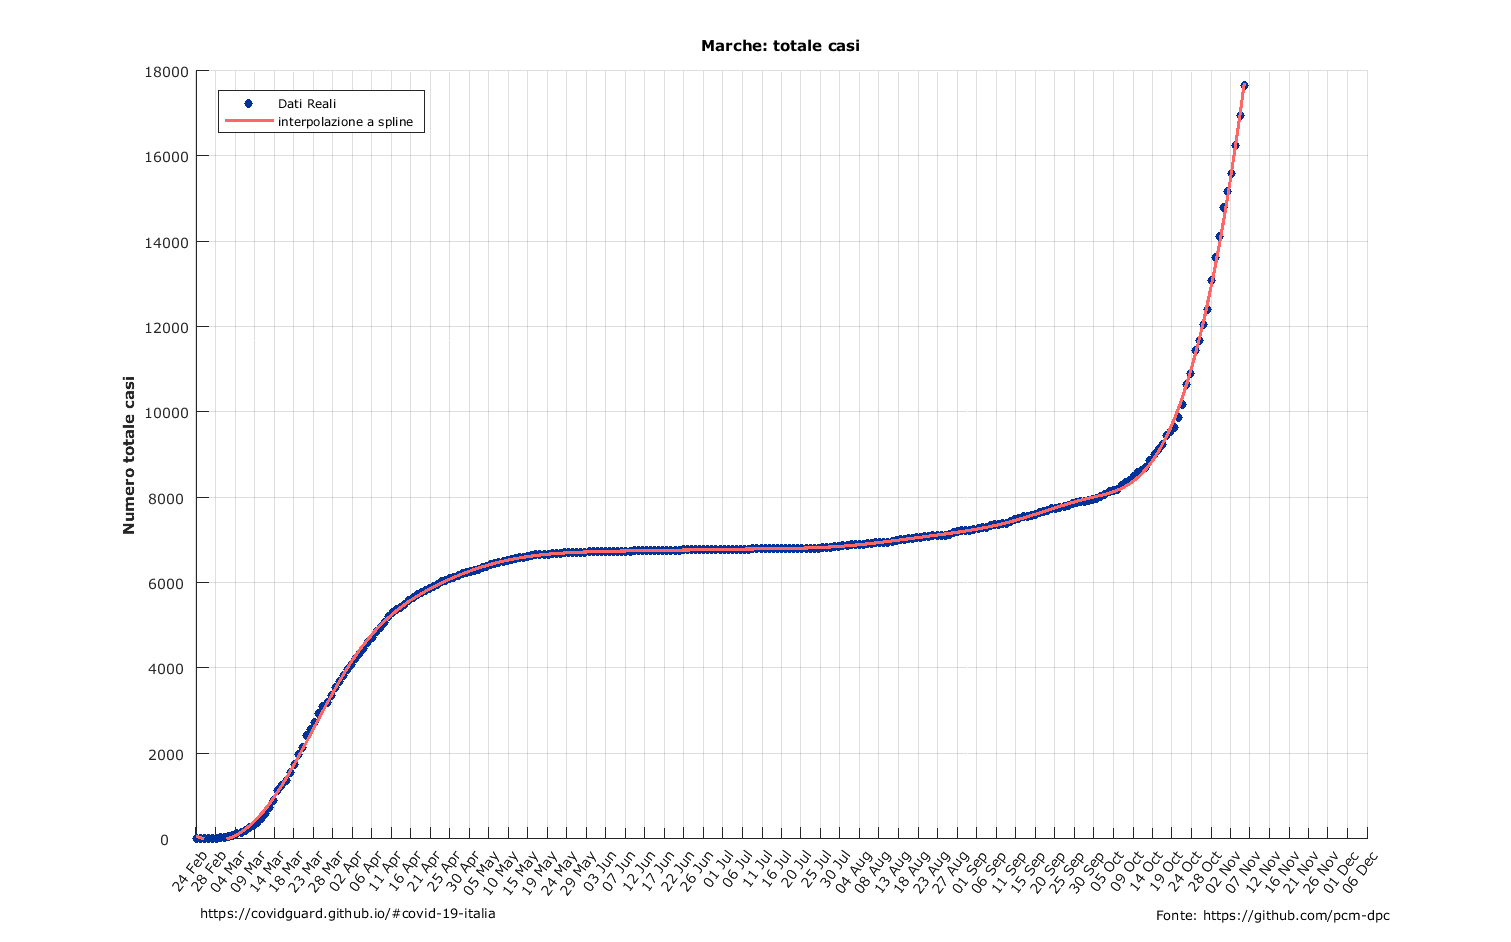 Marche: totale casi
18000
16000
14000
12000
10000
8000
6000
4000
2000
0
Numero totale casi
Dati Reali
interpolazione a spline
24 Feb
28 Feb
04 Mar
09 Mar
14 Mar
18 Mar
23 Mar
28 Mar
02 Apr
06 Apr
11 Apr
16 Apr
21 Apr
25 Apr
30 Apr
05 May
10 May
15 May
19 May
24 May
29 May
03 Jun
07 Jun
12 Jun
17 Jun
22 Jun
26 Jun
01 Jul
06 Jul
11 Jul
16 Jul
20 Jul
25 Jul
30 Jul
04 Aug
08 Aug
13 Aug
18 Aug
23 Aug
27 Aug
01 Sep
06 Sep
11 Sep
15 Sep
20 Sep
25 Sep
30 Sep
05 Oct
09 Oct
14 Oct
19 Oct
24 Oct
28 Oct
02 Nov
07 Nov
12 Nov
16 Nov
21 Nov
26 Nov
01 Dec
06 Dec
https://covidguard.github.io/#covid-19-italia
Fonte: https://github.com/pcm-dpc